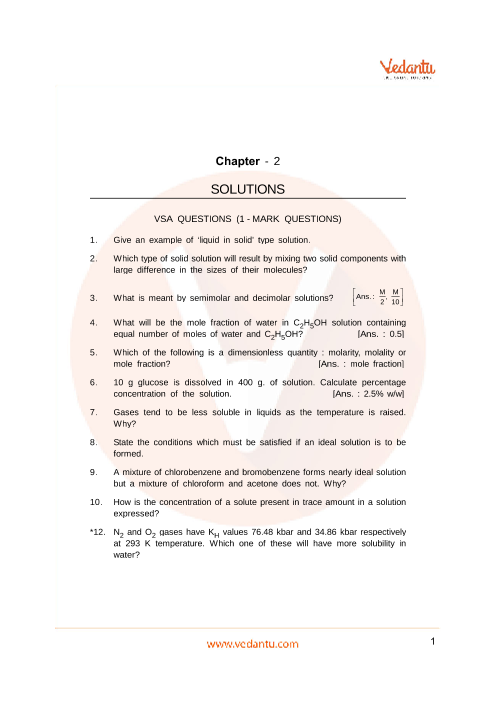 Vedantu
Chapter - 2
SOLUTIONS
VSA QUESTIONS (1 - MARK QUESTIONS)
1. Give an example of 'liquid in solid' type solution.
2. Which type of solid solution will result by mixing two solid components with
large difference in the sizes of their molecules?
3. What is meant by semimolar and decimolar solutions? [Ans. : M/2, M/10]
4. What will be the mole fraction of water in C2H5OH solution containing
equal number of moles of water and C2H5OH? [Ans. : 0.5]
5. Which of the following is a dimensionless quantity : molarity, molality or
mole fraction? [Ans. : mole fraction]
6. 10 g glucose is dissolved in 400 g. of solution. Calculate percentage
concentration of the solution. [Ans. : 2.5% w/w]
7. Gases tend to be less soluble in liquids as the temperature is raised.
Why?
8. State the conditions which must be satisfied if an ideal solution is to be
formed.
9. A mixture of chlorobenzene and bromobenzene forms nearly ideal solution
but a mixture of chloroform and acetone does not. Why?
10. How is the concentration of a solute present in trace amount in a solution
expressed?
*12. N2 and O2 gases have KH values 76.48 kbar and 34.86 kbar respectively
at 293 K temperature. Which one of these will have more solubility in
water?
www.vedantu.com
1